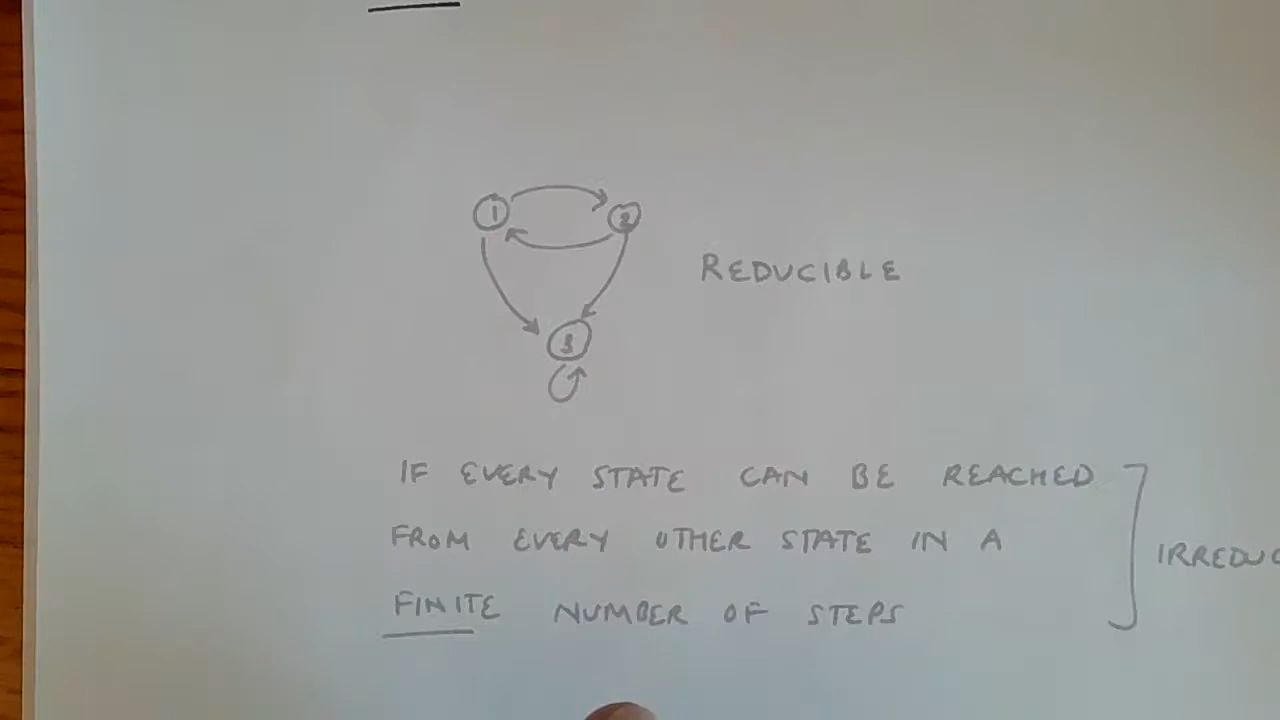 1
2
REDUCIBLE
3
IF EVERY STATE CAN BE REACHED
FROM EVERY OTHER STATE IN A
IRREDUC
FINITE NUMBER OF STEPS